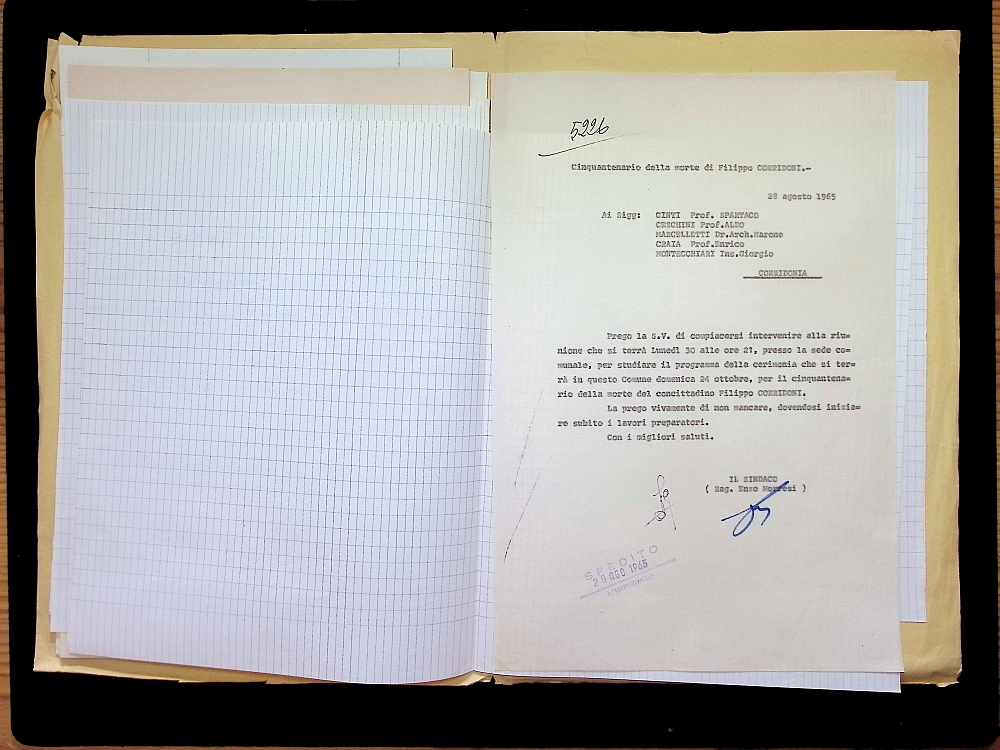 5226
Cinquantenario della morte di Filippo CORRIDONI.-
28 agosto 1965
Ai Sigg: CINTI Prof. SPARTACO
CESCHINI Prof.ALDO
MARCELLETTI Dr.Arch.Marone
CRAIA Prof.Enrico
MONTECCHIARI Ins.Giorgio
CORRIDONIA
Prego la S.V. di compiacersi intervenire alla riu=
nione che si terrà Lunedì 30 alle ore 21, presso la sede co=
munale, per studiare il programma della cerimonia che si ter=
rà in questo Comune domenica 24 ottobre, per il cinquantena=
rio della morte del concittadino Filippo CORRIDONI.
La prego vivamente di non mancare, dovendosi inizia=
re subito i lavori preparatori.
Con i migliori saluti.
IL SINDACO
( Rag. Enzo )
SPEDITO
28 AGO 1965
L'IMPIEGATO